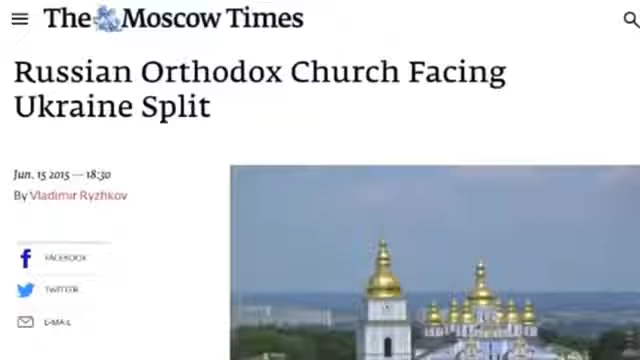 The Moscow Times
Russian Orthodox Church Facing
Ukraine Split
Jun. 15 2015 — 18:30
By Vladimir Ryzhkov
FACEBOOK
TWITTER
E-MAIL